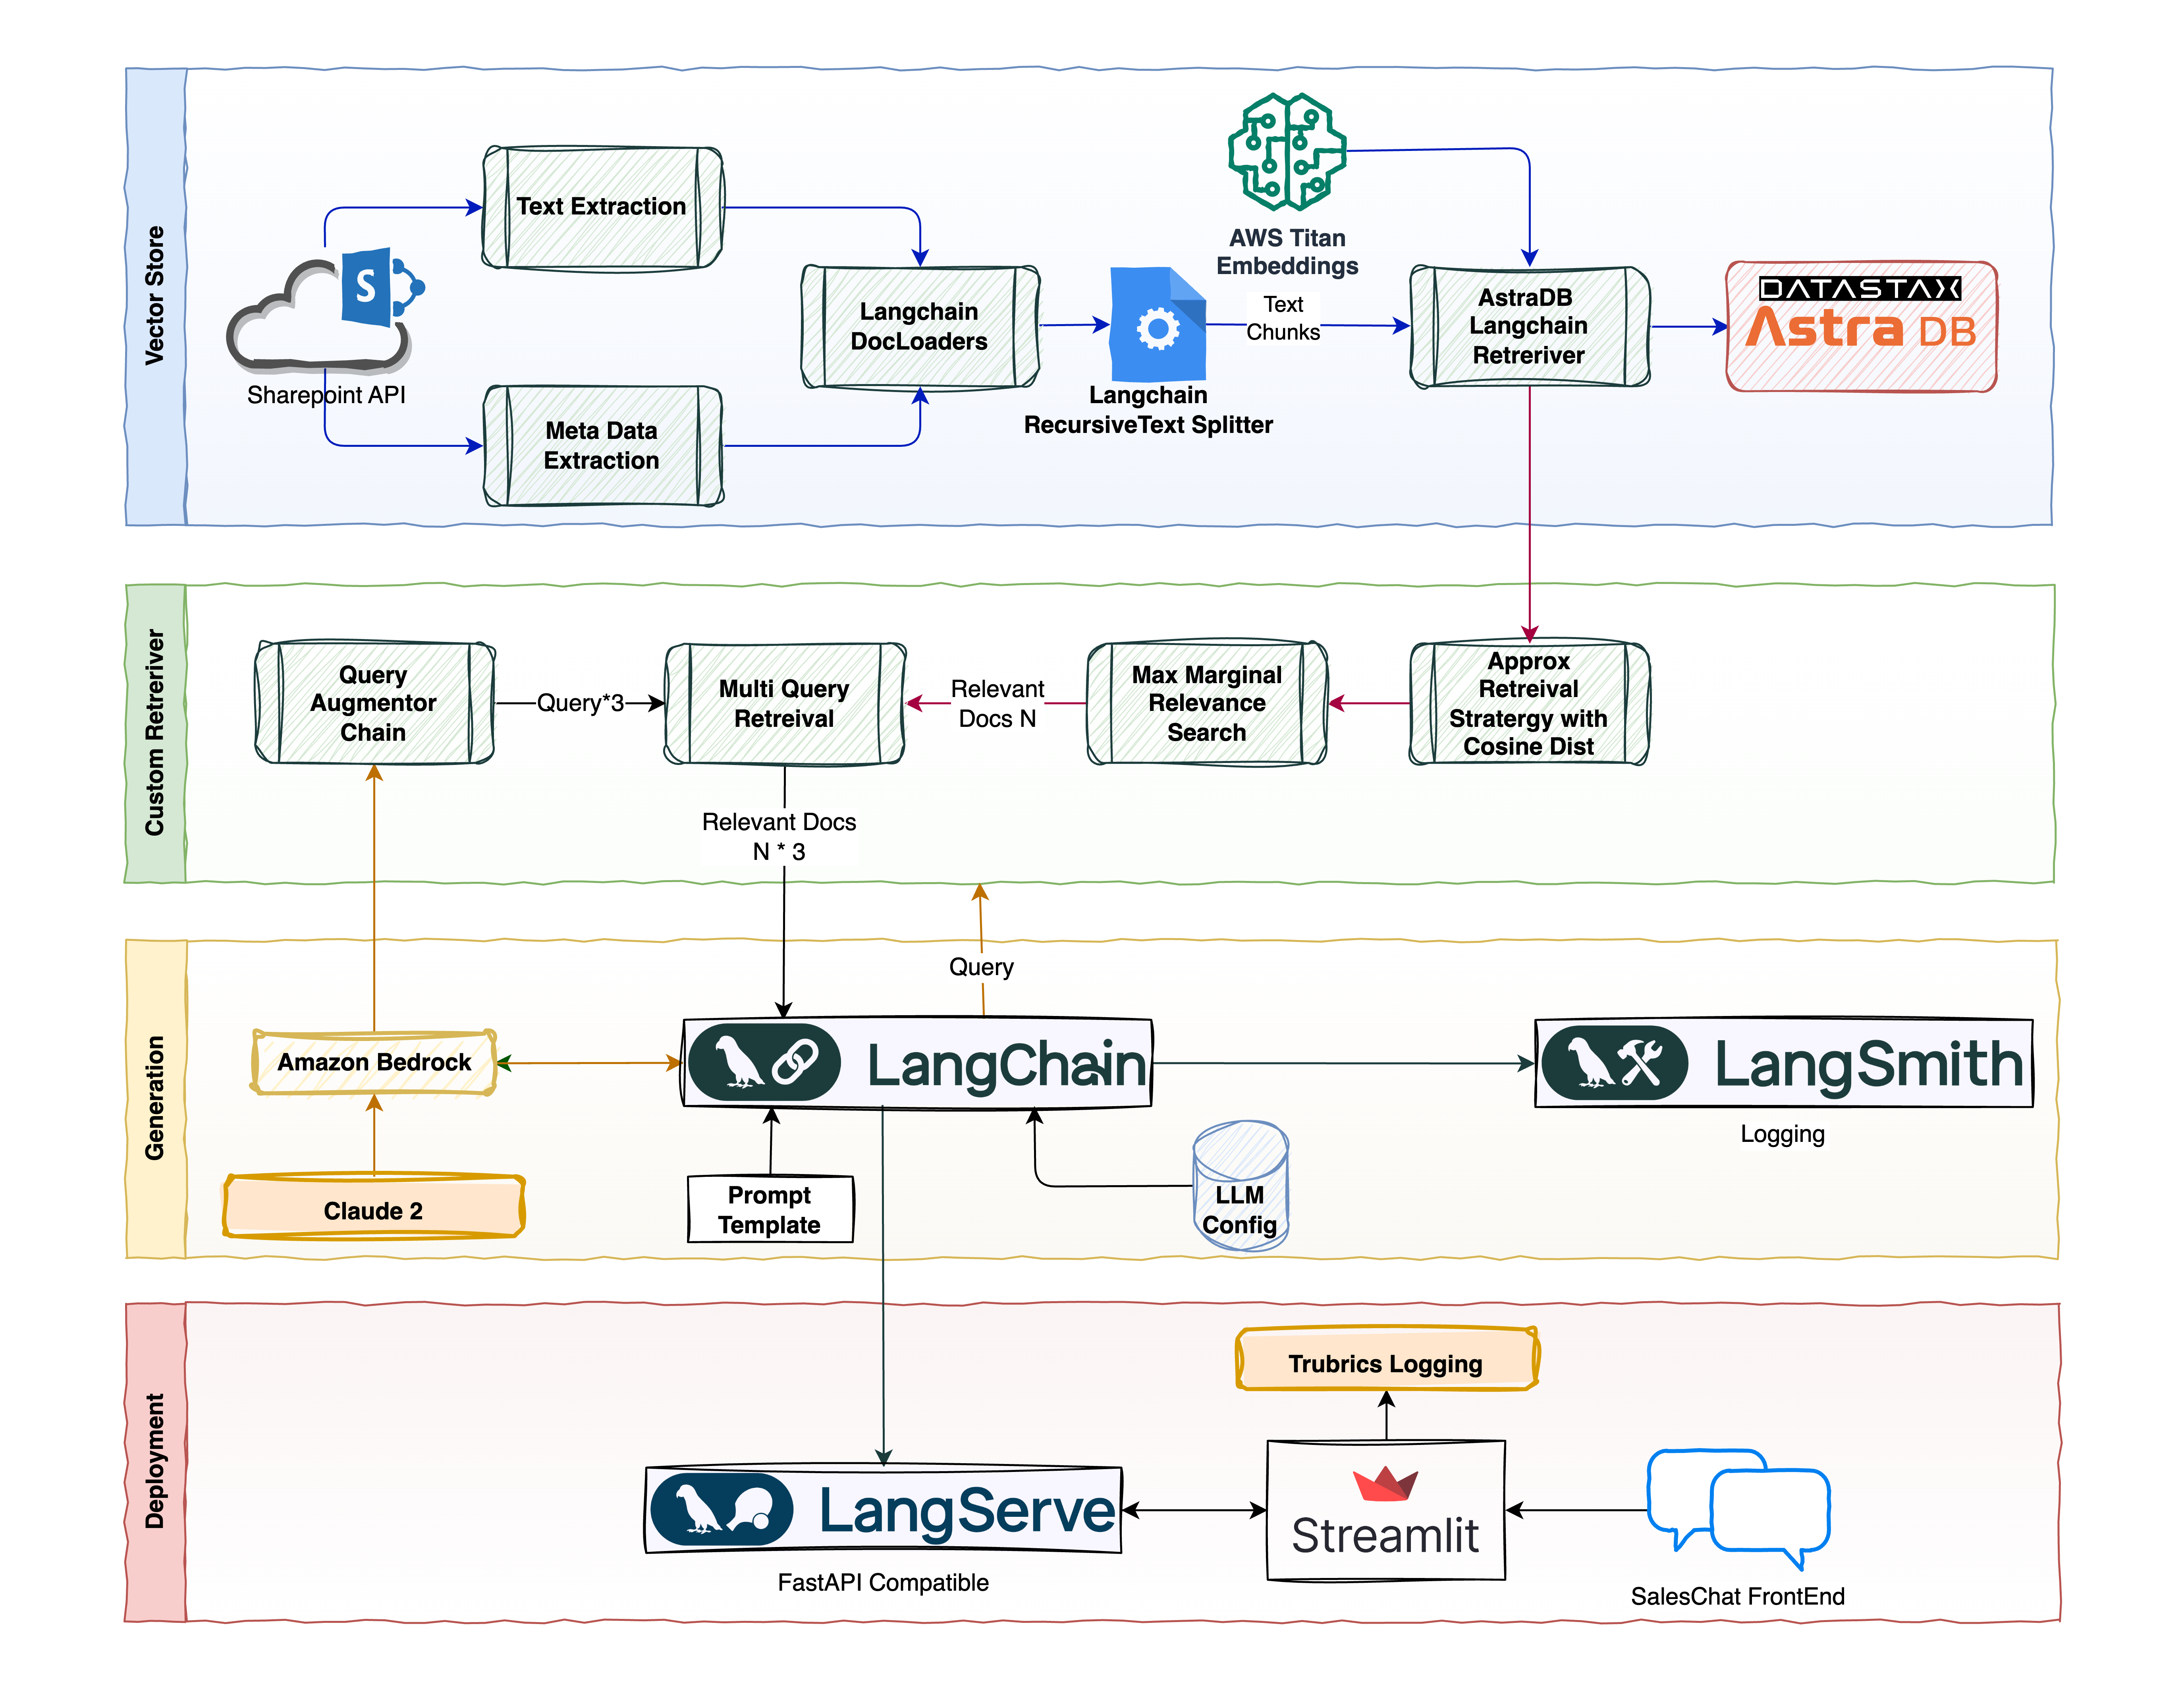 Vector Store
Text Extraction
S
Sharepoint API
Meta Data
Extraction
Langchain
DocLoaders
Langchain
RecursiveText Splitter
AWS Titan
Embeddings
Text
Chunks
AstraDB
Langchain
Retreriver
DATASTAX
Astra DB
Custom Retreriver
Query
Augmentor
Chain
Query*3
Multi Query
Retreival
Relevant
Docs N
Max Marginal
Relevance
Search
Approx
Retreival
Stratergy with
Cosine Dist
Relevant Docs
N * 3
Query
Generation
Amazon Bedrock
Claude 2
LangChain
Prompt
Template
LLM
Config
LangSmith
Logging
Deployment
Trubrics Logging
LangServe
FastAPI Compatible
Streamlit
SalesChat FrontEnd